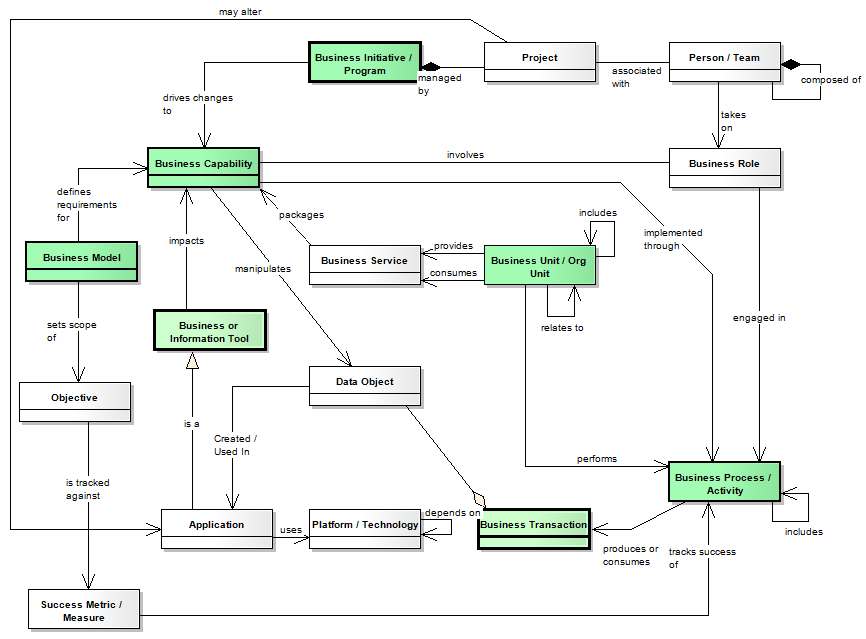 may alter
Business Initiative /
Program
managed
by
Project
associated
with
Person / Team
composed of
drives changes
to
takes
on
Business Capability
involves
Business Role
defines
requirements
for
packages
includes
implemented
through
impacts
manipulates
Business Service
provides
consumes
Business Unit / Org
Unit
Business Model
relates to
engaged in
sets scope
of
Business or
Information Tool
Objective
Data Object
is a
Created /
Used In
performs
is tracked
against
Business Process /
Activity
Application
uses
Platform / Technology
depends on
Business Transaction
includes
produces or
consumes
tracks success
of
Success Metric /
Measure